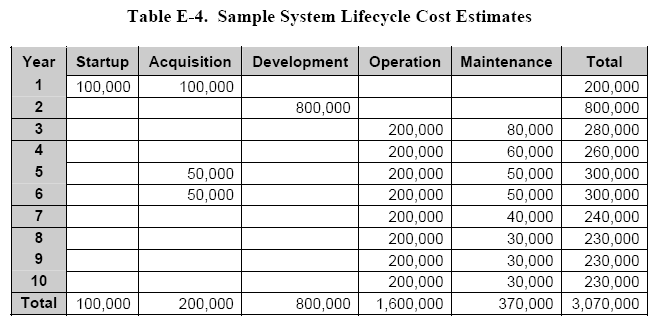 Table E-4. Sample System Lifecycle Cost Estimates
Year Startup Acquisition Development Operation Maintenance Total
1 100,000 100,000 200,000
2 800,000 800,000
3 200,000 80,000 280,000
4 200,000 60,000 260,000
5 50,000 200,000 50,000 300,000
6 50,000 200,000 50,000 300,000
7 200,000 40,000 240,000
8 200,000 30,000 230,000
9 200,000 30,000 230,000
10 200,000 30,000 230,000
Total 100,000 200,000 800,000 1,600,000 370,000 3,070,000